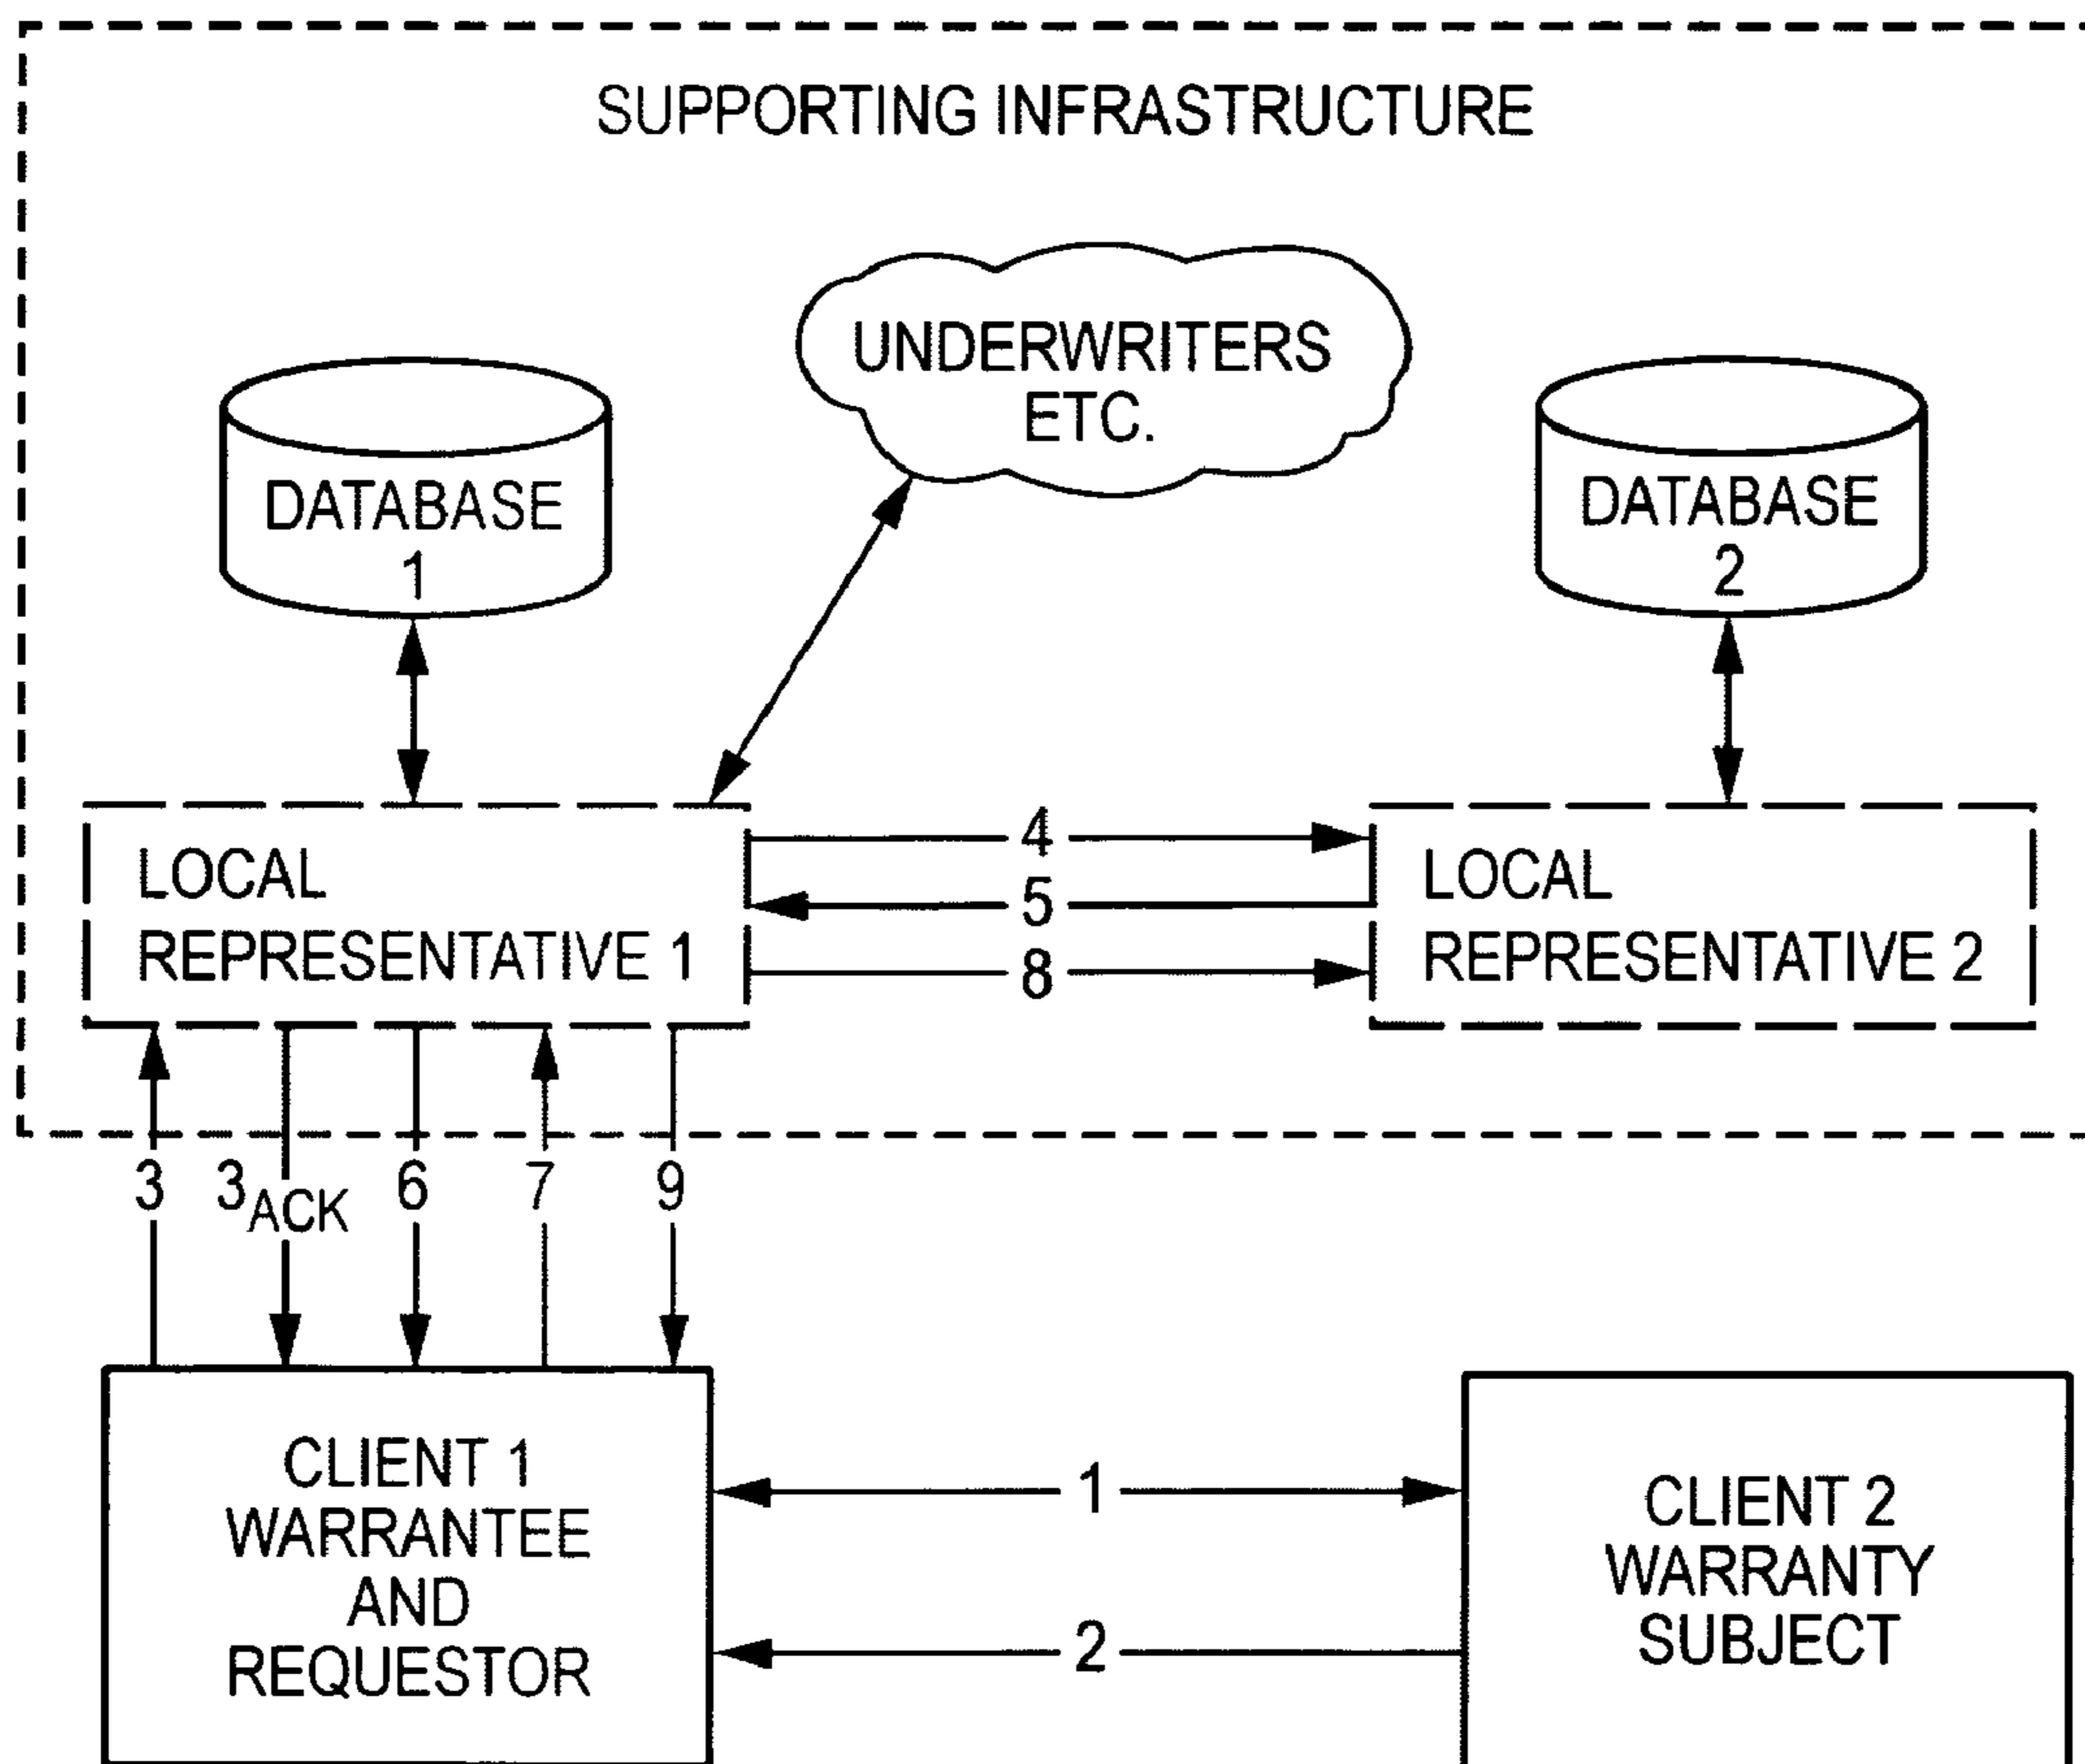 SUPPORTING INFRASTRUCTURE
UNDERWRITERS
ETC.
DATABASE
1
DATABASE
2
LOCAL
REPRESENTATIVE 1
4
5
8
LOCAL
REPRESENTATIVE 2
3
3ACK
6
7
9
CLIENT 1
WARRANTEE
AND
REQUESTOR
1
2
CLIENT 2
WARRANTY
SUBJECT